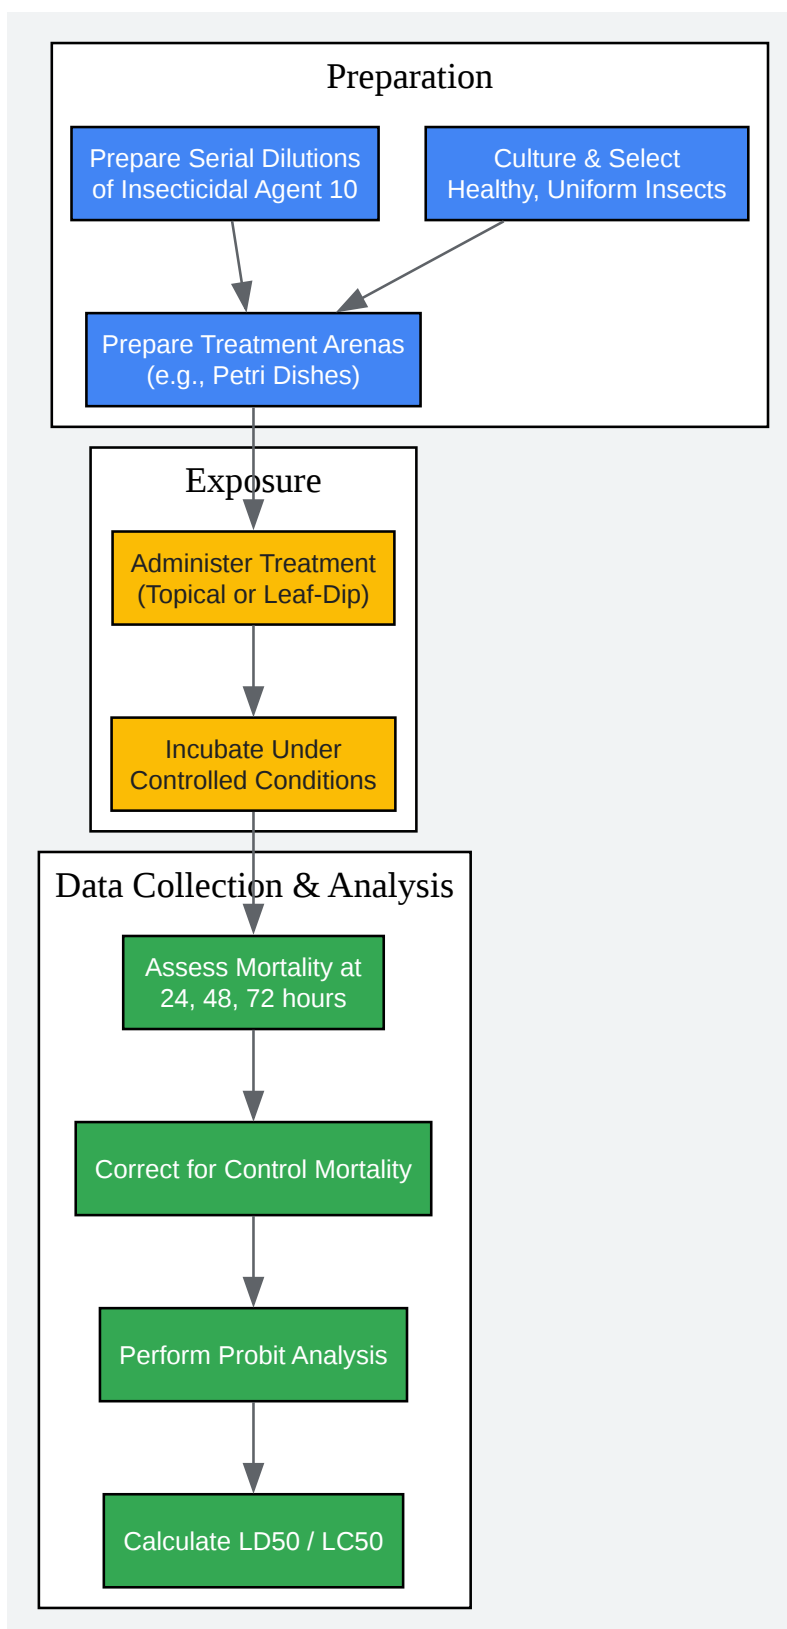 Preparation
Prepare Serial Dilutions
of Insecticidal Agent 10
Culture & Select
Healthy, Uniform Insects
Prepare Treatment Arenas
(e.g., Petri Dishes)
Exposure
Administer Treatment
(Topical or Leaf-Dip)
Incubate Under
Controlled Conditions
Data Collection & Analysis
Assess Mortality at
24, 48, 72 hours
Correct for Control Mortality
Perform Probit Analysis
Calculate LD50 / LC50